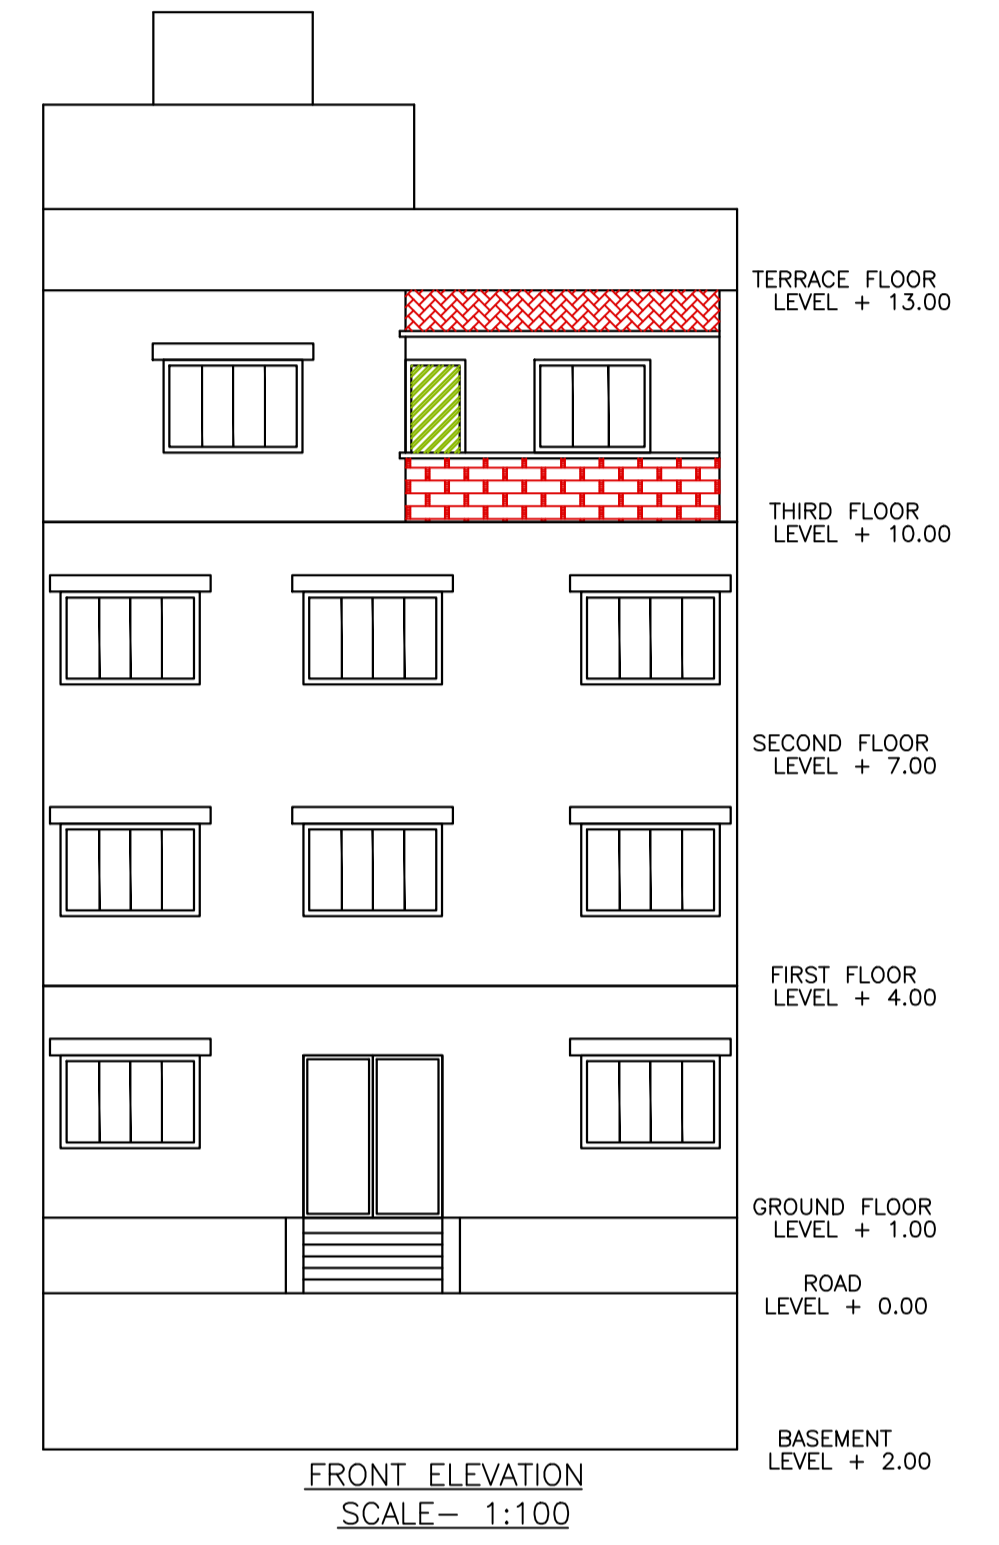 TERRACE FLOOR
LEVEL + 13.00
THIRD FLOOR
LEVEL + 10.00
SECOND FLOOR
LEVEL + 7.00
FIRST FLOOR
LEVEL + 4.00
GROUND FLOOR
LEVEL + 1.00
ROAD
LEVEL + 0.00
BASEMENT
LEVEL + 2.00
FRONT ELEVATION
SCALE- 1:100